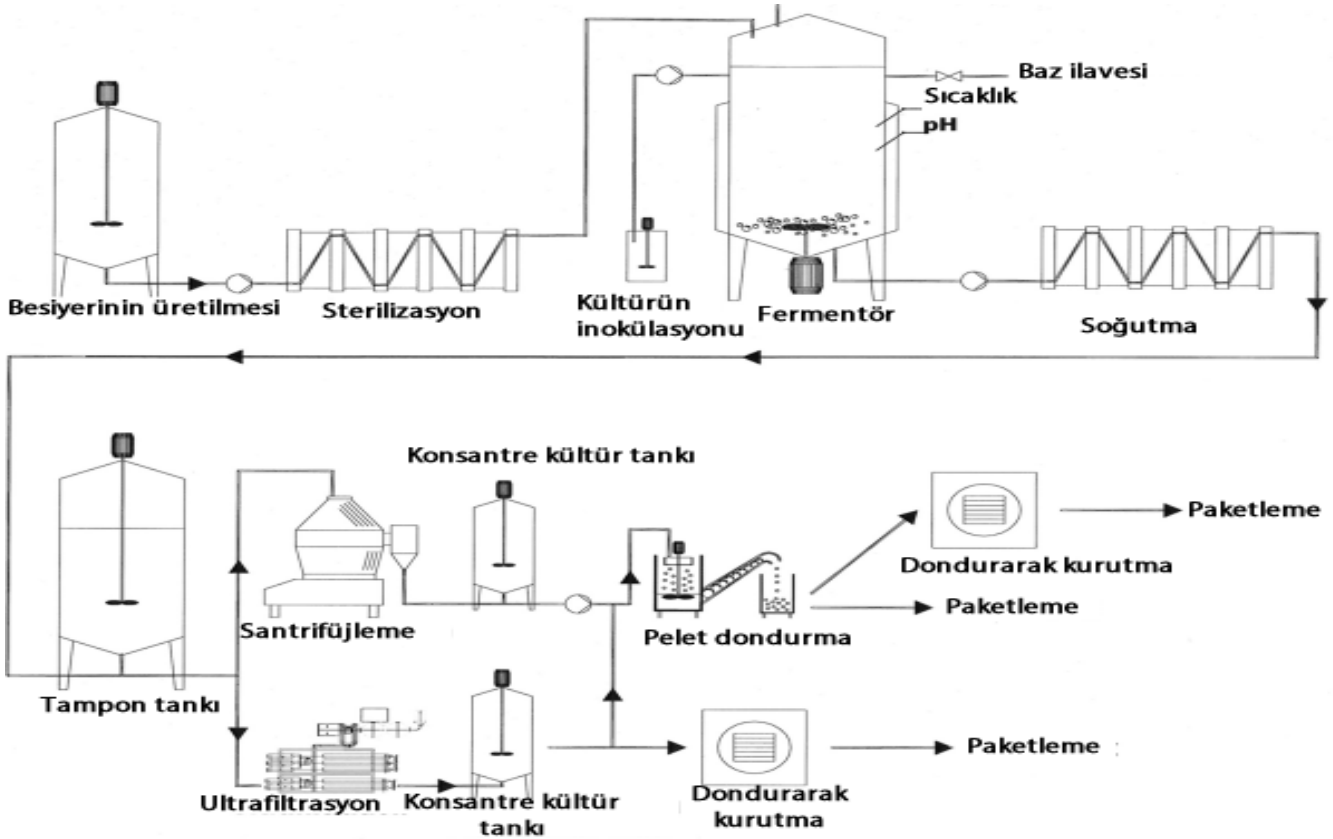 Baz ilavesi
Sıcaklık
pH
Besiyerinin üretilmesi
Sterilizasyon
Kültürün
inokülasyonu
Fermentör
Soğutma
Konsantre kültür tankı
Paketleme
Dondurarak kurutma
Paketleme
Santrifüjleme
Pelet dondurma
Tampon tankı
Paketleme
Ultrafiltrasyon
Konsantre kültür
tankı
Dondurarak
kurutma